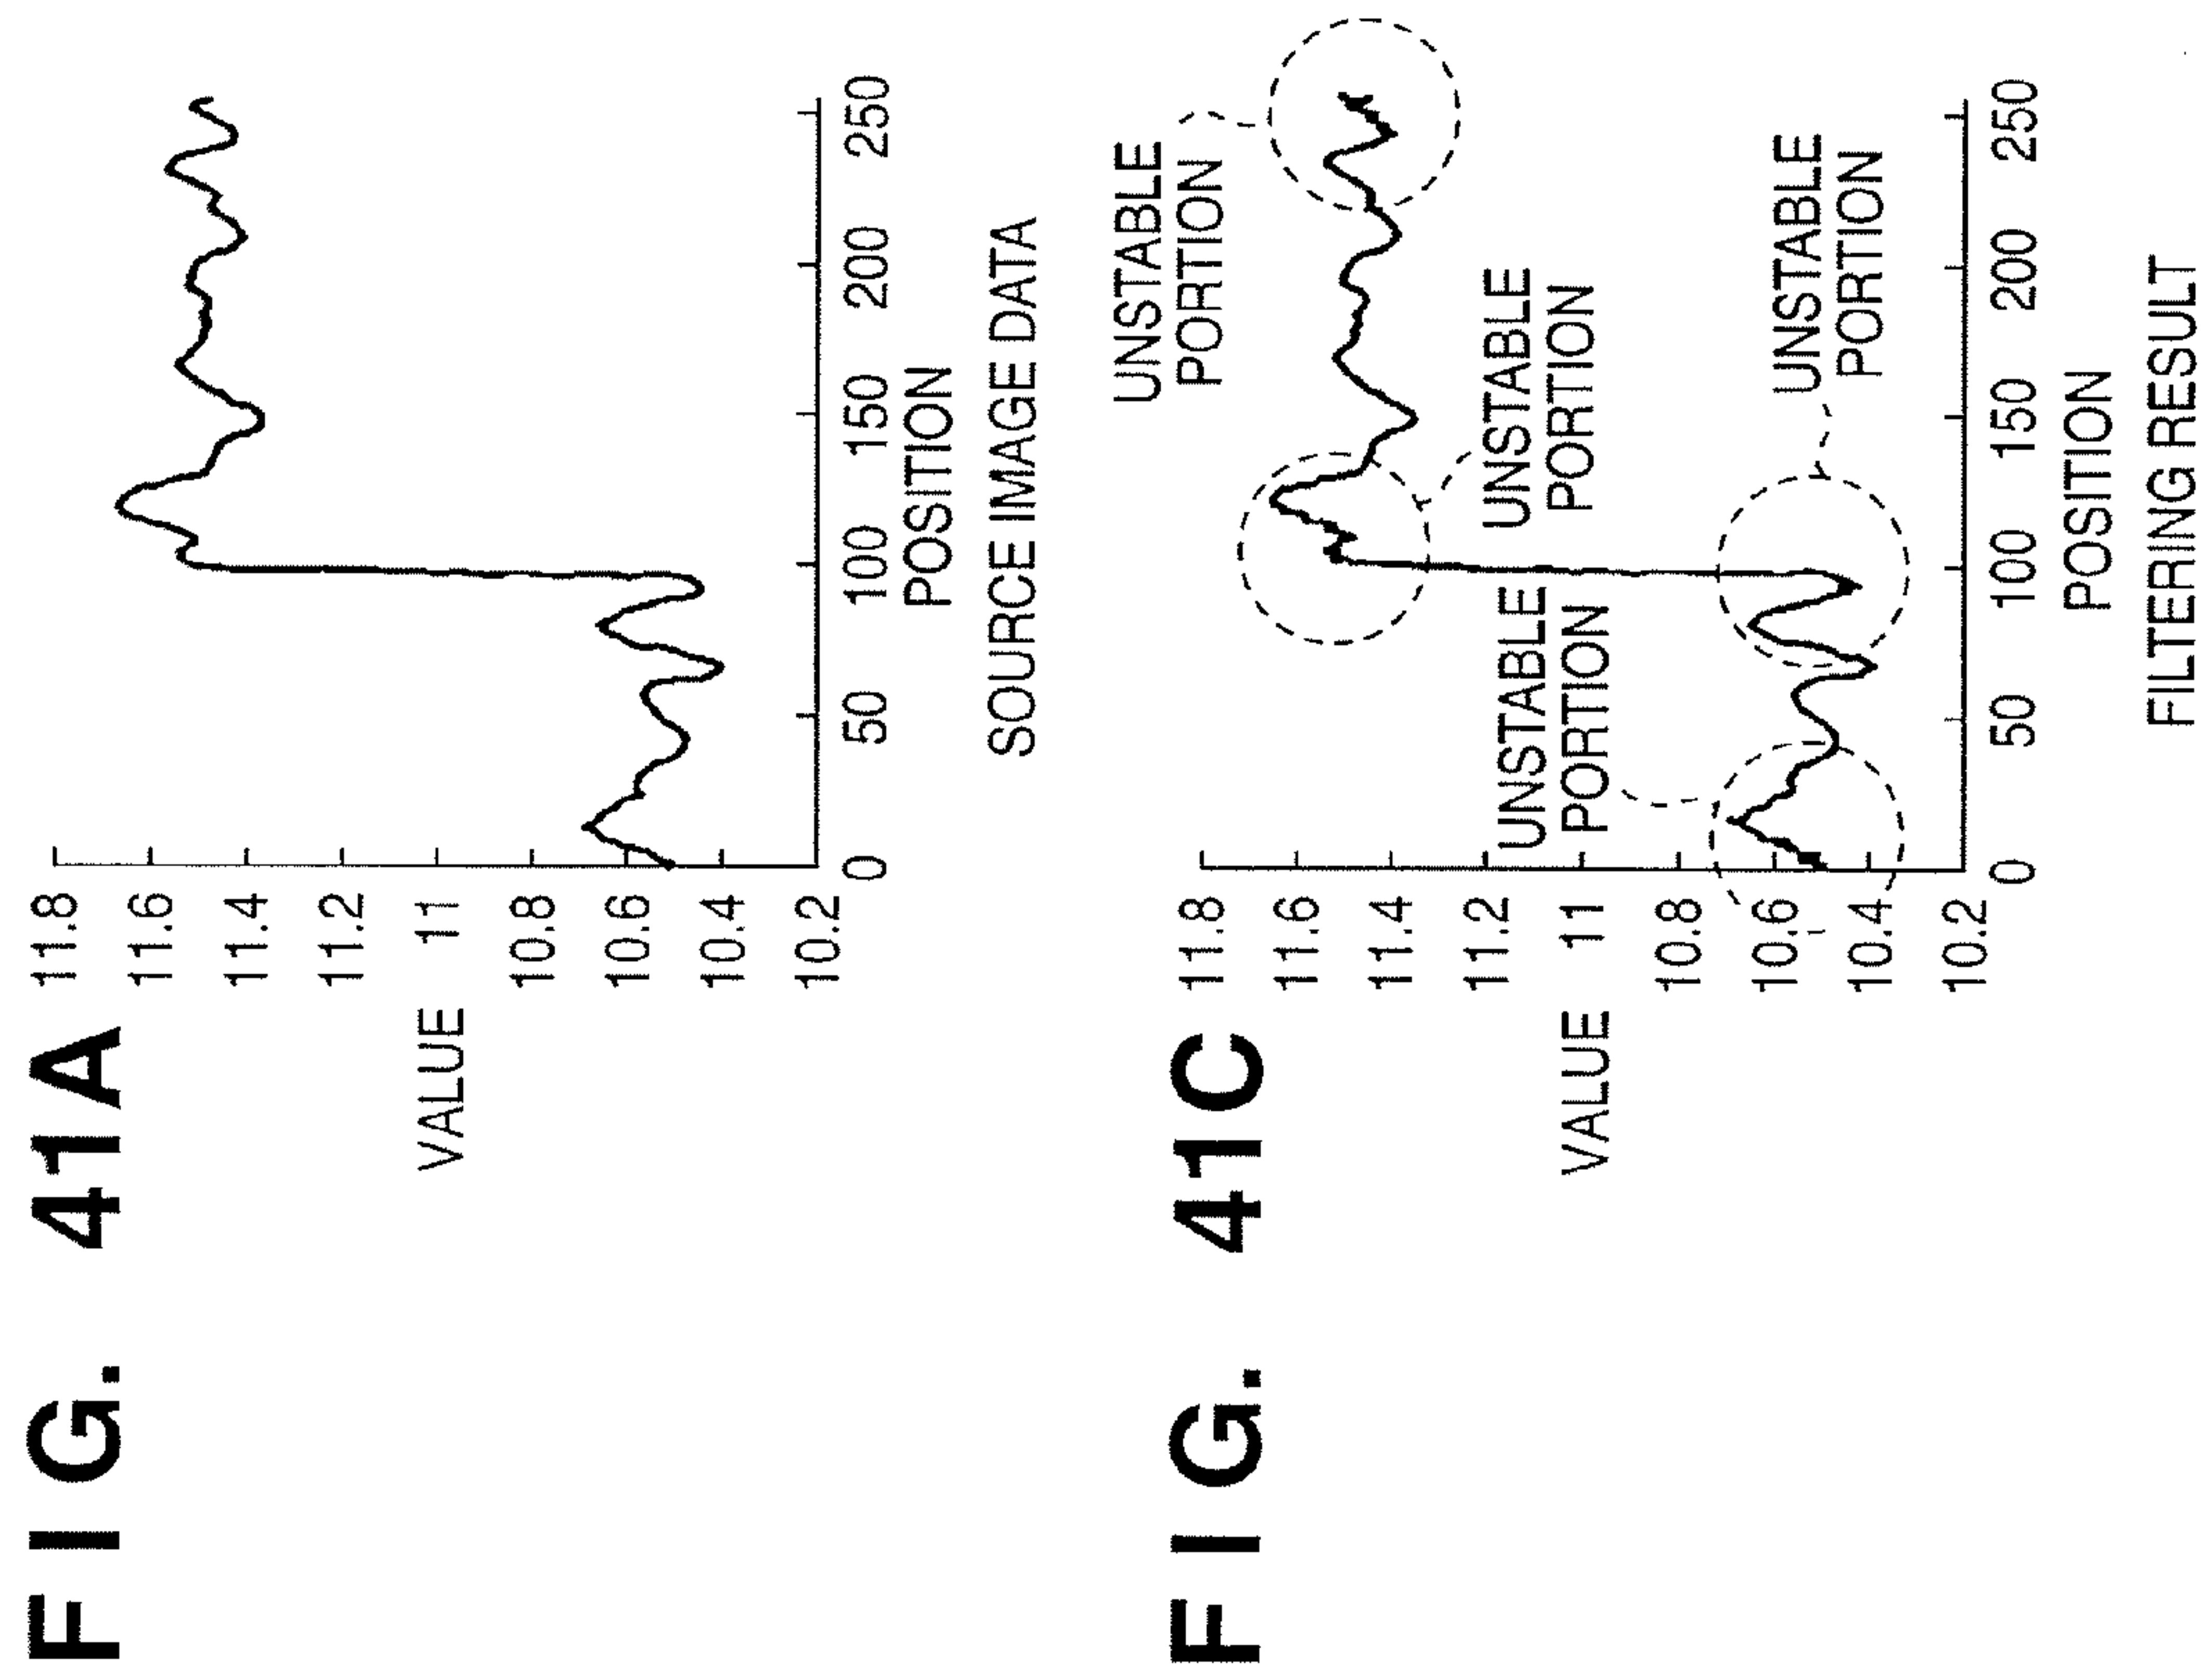 FIG. 41A
11.8
11.6
11.4
11.2
VALUE 11
10.8
10.6
10.4
10.2
0 50 100 150 200 250
POSITION
SOURCE IMAGE DATA
FIG. 41C
UNSTABLE
PORTION
11.8
11.6
11.4
11.2
VALUE 11
10.8
10.6
10.4
10.2
UNSTABLE
PORTION
UNSTABLE
PORTION
UNSTABLE
PORTION
0 50 100 150 200 250
POSITION
FILTERING RESULT